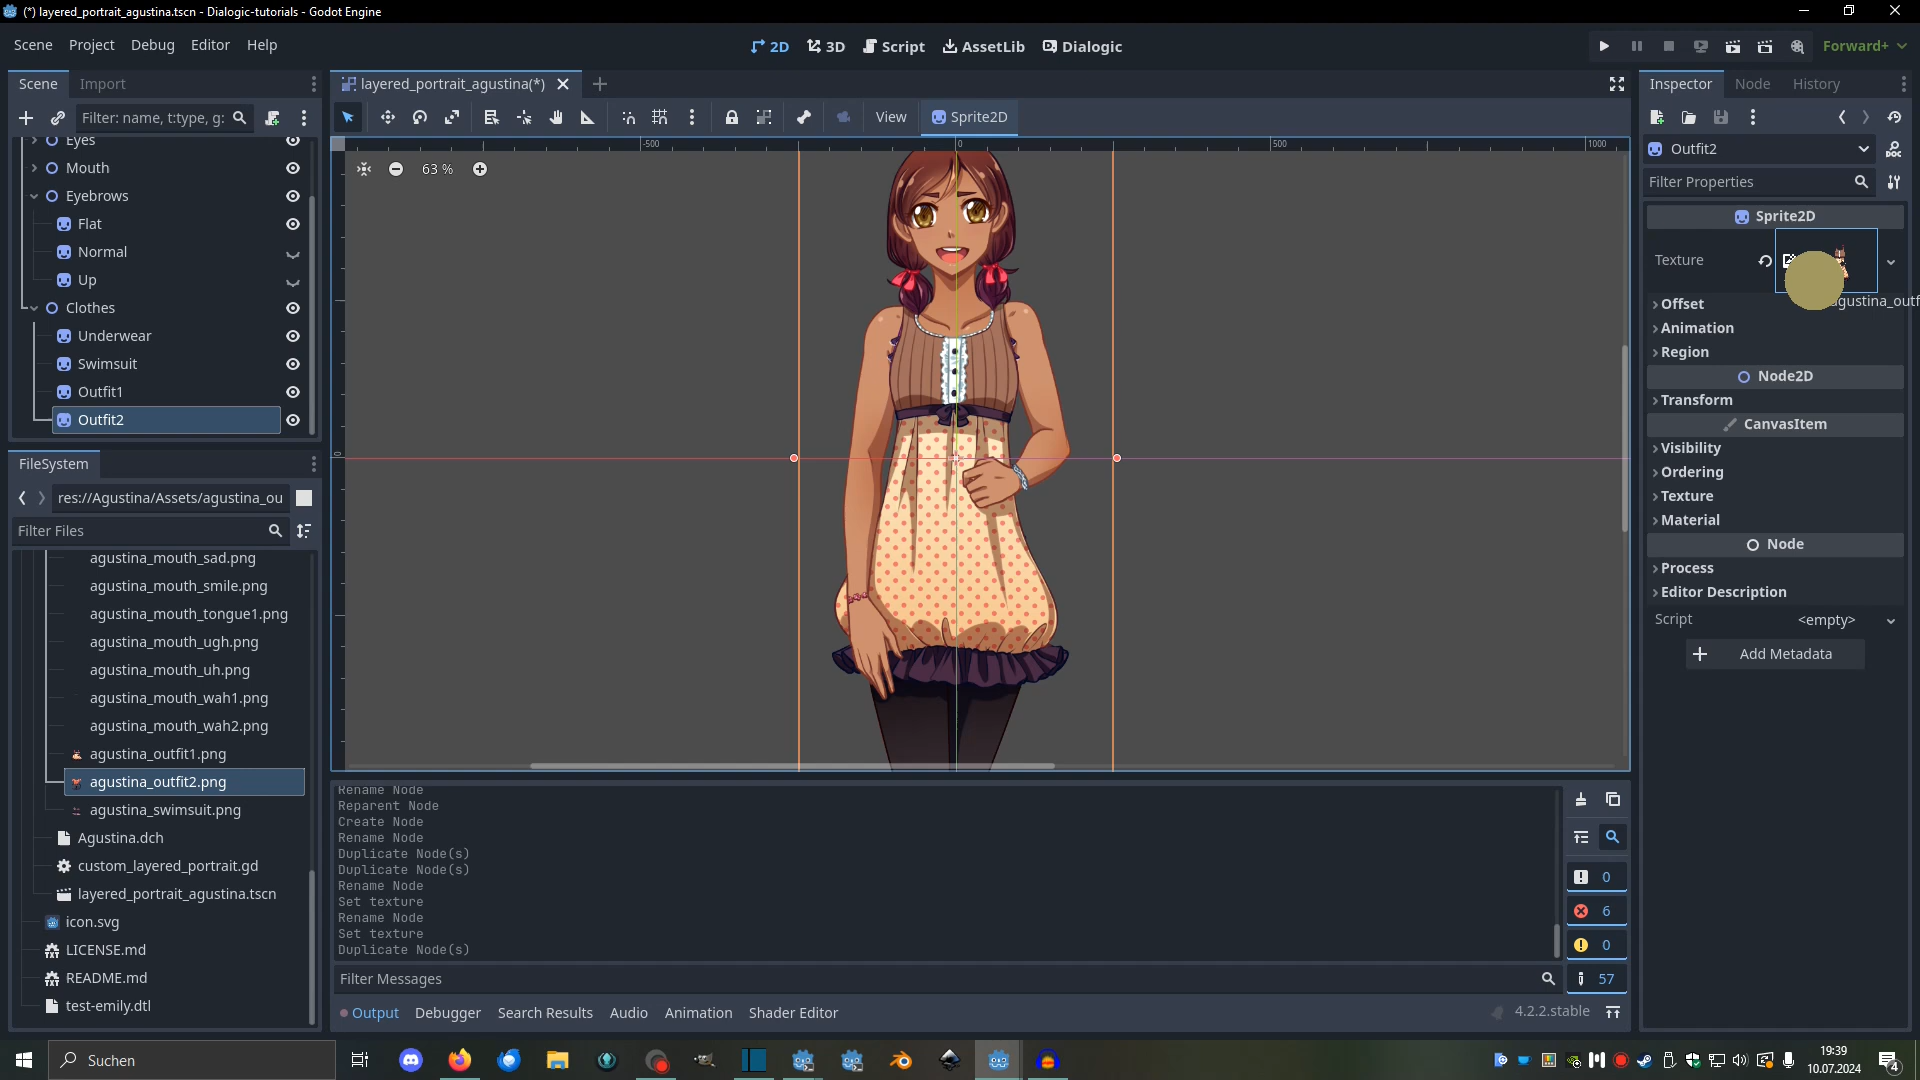 (*) layered_portrait_agustina.tscn - Dialogic-tutorials - Godot Engine
Scene Project Debug Editor Help
2D 3D Script AssetLib Dialogic
Forward+
Scene Import
Filter: name, t:type, g:
Eyes
Mouth
Eyebrows
Flat
Normal
Up
Clothes
Underwear
Swimsuit
Outfit1
Outfit2
FileSystem
res://Agustina/Assets/agustina_ou
Filter Files
agustina_mouth_sad.png
agustina_mouth_smile.png
agustina_mouth_tongue1.png
agustina_mouth_ugh.png
agustina_mouth_uh.png
agustina_mouth_wah1.png
agustina_mouth_wah2.png
agustina_outfit1.png
agustina_outfit2.png
agustina_swimsuit.png
Agustina.dch
custom_layered_portrait.gd
layered_portrait_agustina.tscn
icon.svg
LICENSE.md
README.md
test-emily.dtl
layered_portrait_agustina(*)
View Sprite2D
-500 0 500 1000
63 %
0
Rename Node
Reparent Node
Create Node
Rename Node
Duplicate Node(s)
Duplicate Node(s)
Rename Node
Set texture
Rename Node
Set texture
Duplicate Node(s)
Filter Messages
0
6
0
57
Output Debugger Search Results Audio Animation Shader Editor
4.2.2.stable
Inspector Node History
Outfit2
DOC
Filter Properties
Sprite2D
Texture
agustina_outf
Offset
Animation
Region
Node2D
Transform
CanvasItem
Visibility
Ordering
Texture
Material
Node
Process
Editor Description
Script <empty>
Add Metadata
Suchen
19:39
10.07.2024
4